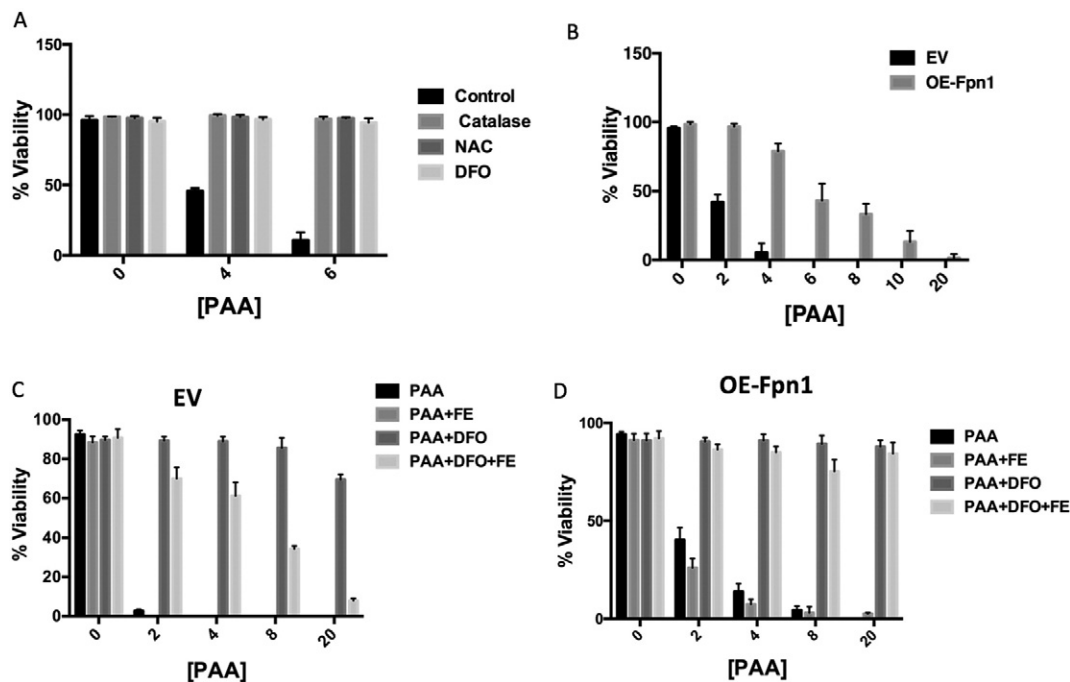 A
150
100
50
0
% Viability
0
4
6
[PAA]
Control
Catalase
NAC
DFO
B
150
100
50
0
% Viability
0
2
4
6
8
10
20
[PAA]
EV
OE-Fpn1
C
EV
100
80
60
40
20
0
% Viability
0
2
4
8
20
[PAA]
PAA
PAA+FE
PAA+DFO
PAA+DFO+FE
D
OE-Fpn1
100
50
0
% Viability
0
2
4
8
20
[PAA]
PAA
PAA+FE
PAA+DFO
PAA+DFO+FE